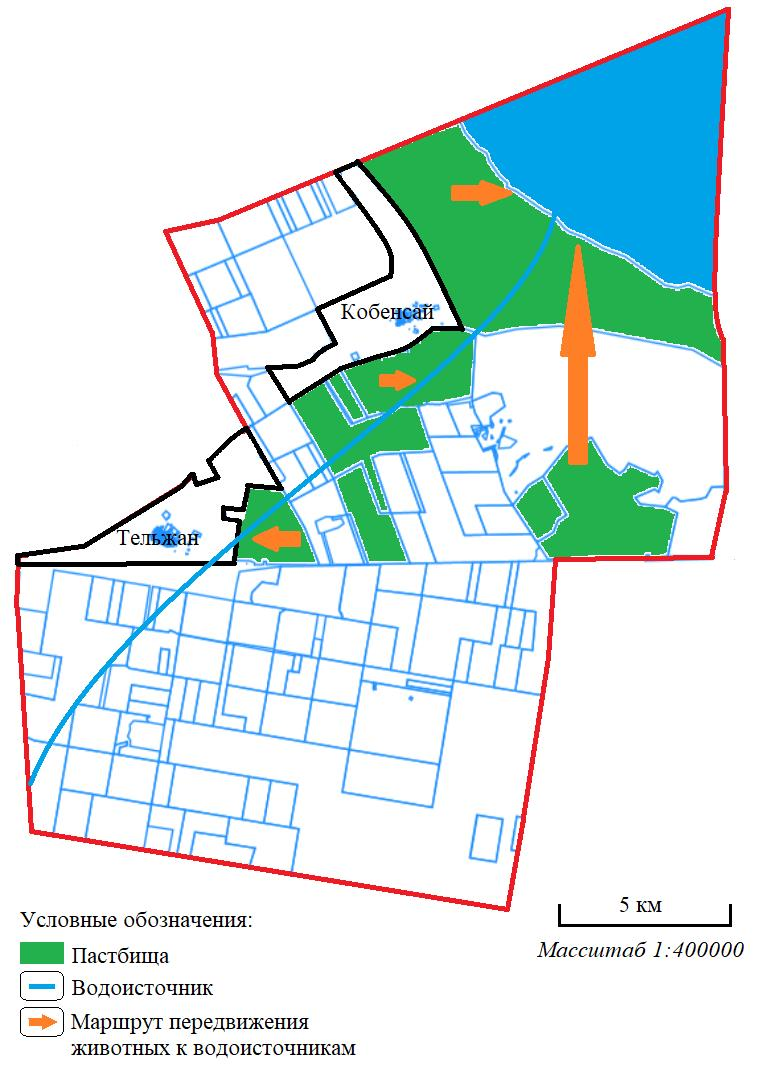 Кобенсай
Тельжан
5 км
Масштаб 1:400000
Условные обозначения:
Пастбища
Водоисточник
Маршрут передвижения
животных к водоисточникам